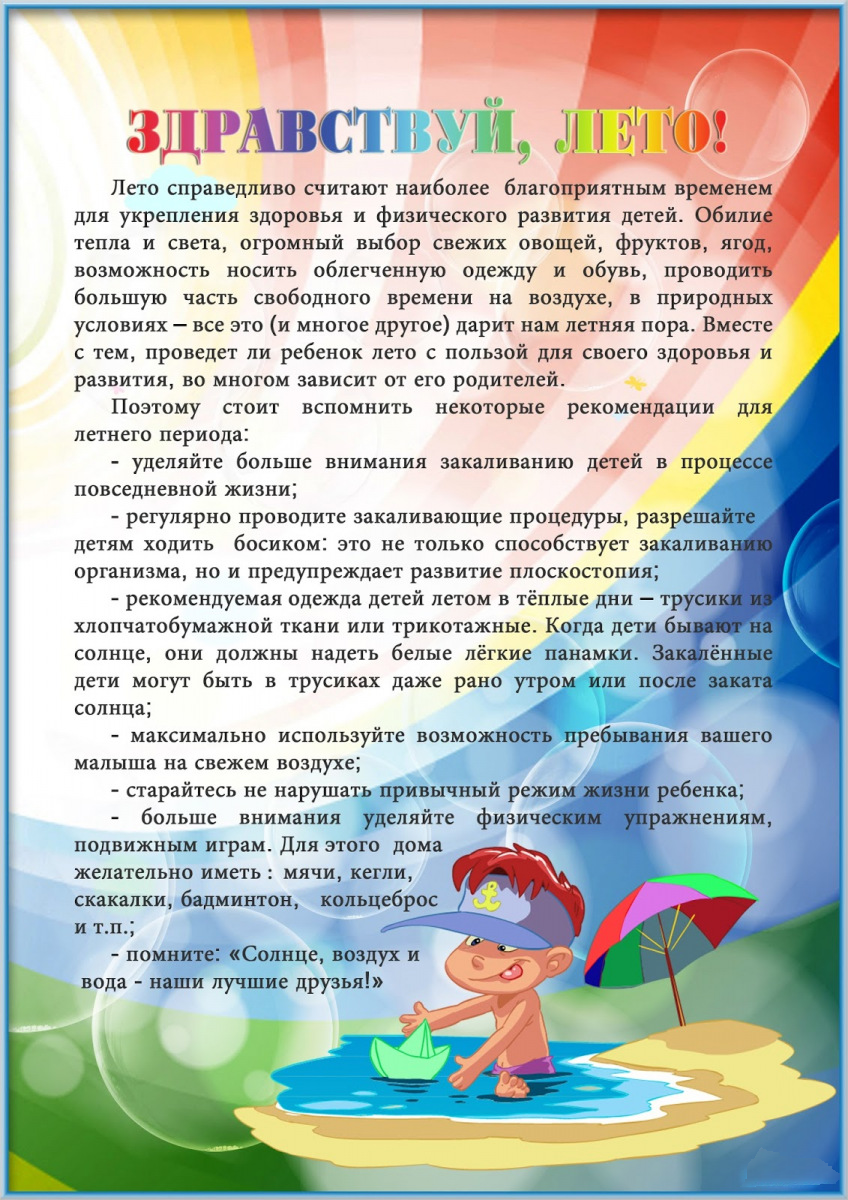 ЗДРАВСТВУЙ, ЛЕТО!
Лето справедливо считают наиболее благоприятным временем
для укрепления здоровья и физического развития детей. Обилие
тепла и света, огромный выбор свежих овощей, фруктов, ягод,
возможность носить облегченную одежду и обувь, проводить
большую часть свободного времени на воздухе, в природных
условиях – все это (и многое другое) дарит нам летняя пора. Вместе
с тем, проведет ли ребенок лето с пользой для своего здоровья и
развития, во многом зависит от его родителей.
Поэтому стоит вспомнить некоторые рекомендации для
летнего периода:
- уделяйте больше внимания закаливанию детей в процессе
повседневной жизни;
- регулярно проводите закаливающие процедуры, разрешайте
детям ходить босиком: это не только способствует закаливанию
организма, но и предупреждает развитие плоскостопия;
- рекомендуемая одежда детей летом в тёплые дни – трусики из
хлопчатобумажной ткани или трикотажные. Когда дети бывают на
солнце, они должны надеть белые лёгкие панамки. Закалённые
дети могут быть в трусиках даже рано утром или после заката
солнца;
- максимально используйте возможность пребывания вашего
малыша на свежем воздухе;
- старайтесь не нарушать привычный режим жизни ребенка;
- больше внимания уделяйте физическим упражнениям,
подвижным играм. Для этого дома
желательно иметь : мячи, кегли,
скакалки, бадминтон, кольцеброс
и т.п.;
- помните: «Солнце, воздух и
вода - наши лучшие друзья!»